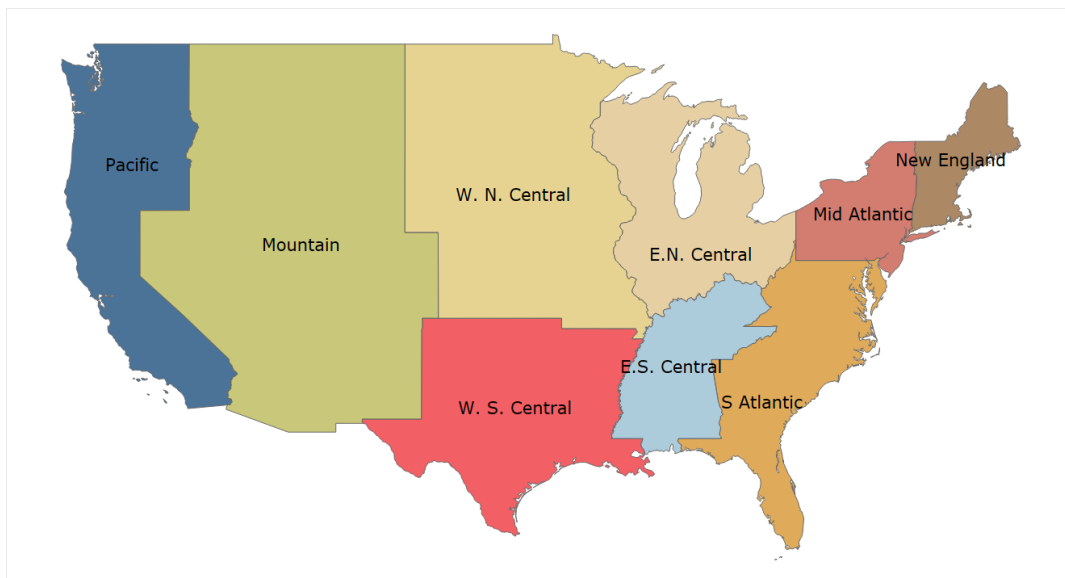 Pacific
New England
W. N. Central
Mid Atlantic
Mountain
E.N. Central
E.S. Central
W. S. Central
S Atlantic